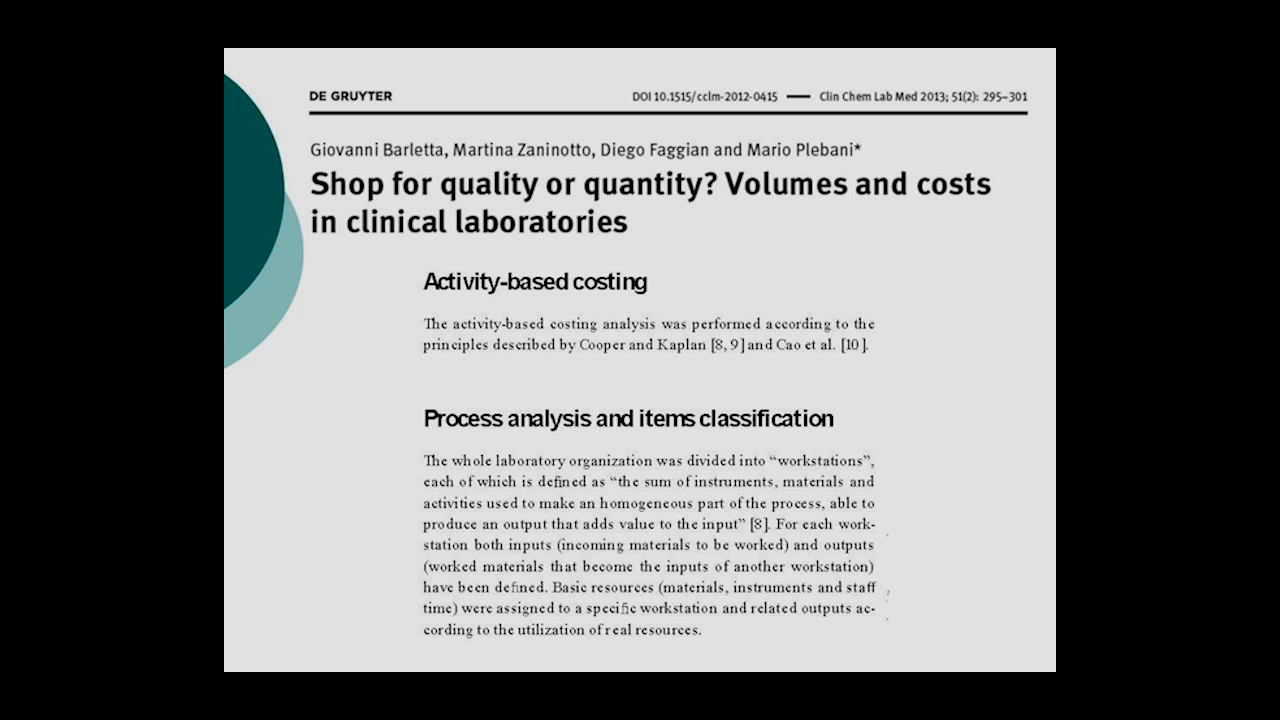 DE GRUYTER
DOI 10.1515/cclm-2012-0415 — Clin Chem Lab Med 2013; 51(2): 295–301
Giovanni Barletta, Martina Zaninotto, Diego Faggian and Mario Plebani*
Shop for quality or quantity? Volumes and costs
in clinical laboratories
Activity-based costing
The activity-based costing analysis was performed according to the
principles described by Cooper and Kaplan [8, 9] and Cao et al. [10].
Process analysis and items classification
The whole laboratory organization was divided into “workstations”,
each of which is defined as “the sum of instruments, materials and
activities used to make an homogeneous part of the process, able to
produce an output that adds value to the input” [8]. For each work-
station both inputs (incoming materials to be worked) and outputs
(worked materials that become the inputs of another workstation)
have been defined. Basic resources (materials, instruments and staff
time) were assigned to a specific workstation and related outputs ac-
cording to the utilization of real resources.